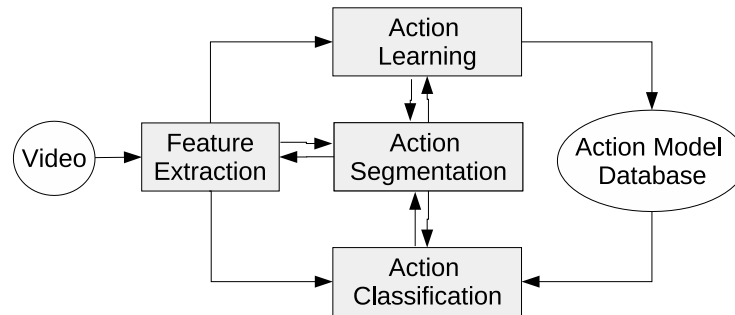 Action
Learning
Video
Feature
Extraction
Action
Segmentation
Action Model
Database
Action
Classification